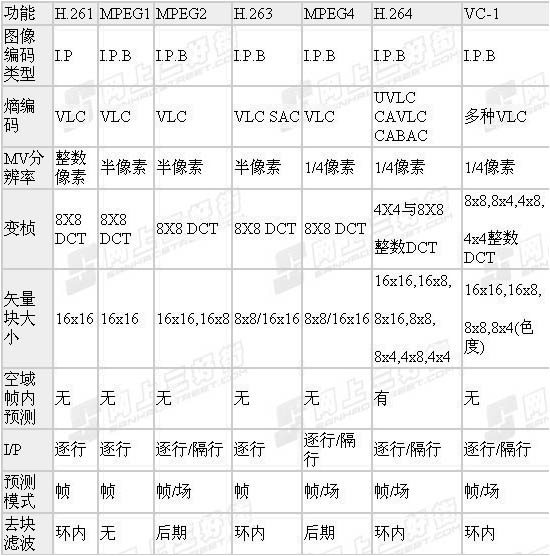 功能 H.261 MPEG1 MPEG2 H.263 MPEG4 H.264 VC-1
图像编码类型 I.P I.P.B I.P.B I.P.B I.P.B I.P.B I.P.B
熵编码 VLC VLC VLC VLC SAC VLC UVLC CAVLC CABAC 多种VLC
MV分辨率 整数像素 半像素 半像素 半像素 1/4像素 1/4像素 1/4像素
变桢 8X8 DCT 8X8 DCT 8X8 DCT 8X8 DCT 8X8 DCT 4X4与8X8 整数DCT 8x8,8x4,4x8, 4x4整数DCT
矢量块大小 16x16 16x16 16x16,16x8 8x8/16x16 8x8/16x16 16x16,16x8, 8x16,8x8, 8x4,4x8,4x4 16x16,16x8, 8x8,8x4(色度)
空域帧内预测 无 无 无 无 无 有 无
I/P 逐行 逐行 逐行/隔行 逐行 逐行/隔行 逐行/隔行 逐行/隔行
预测模式 帧 帧 帧/场 帧 帧/场 帧/场 帧/场
去块滤波 环内 无 后期 环内 后期 环内 环内